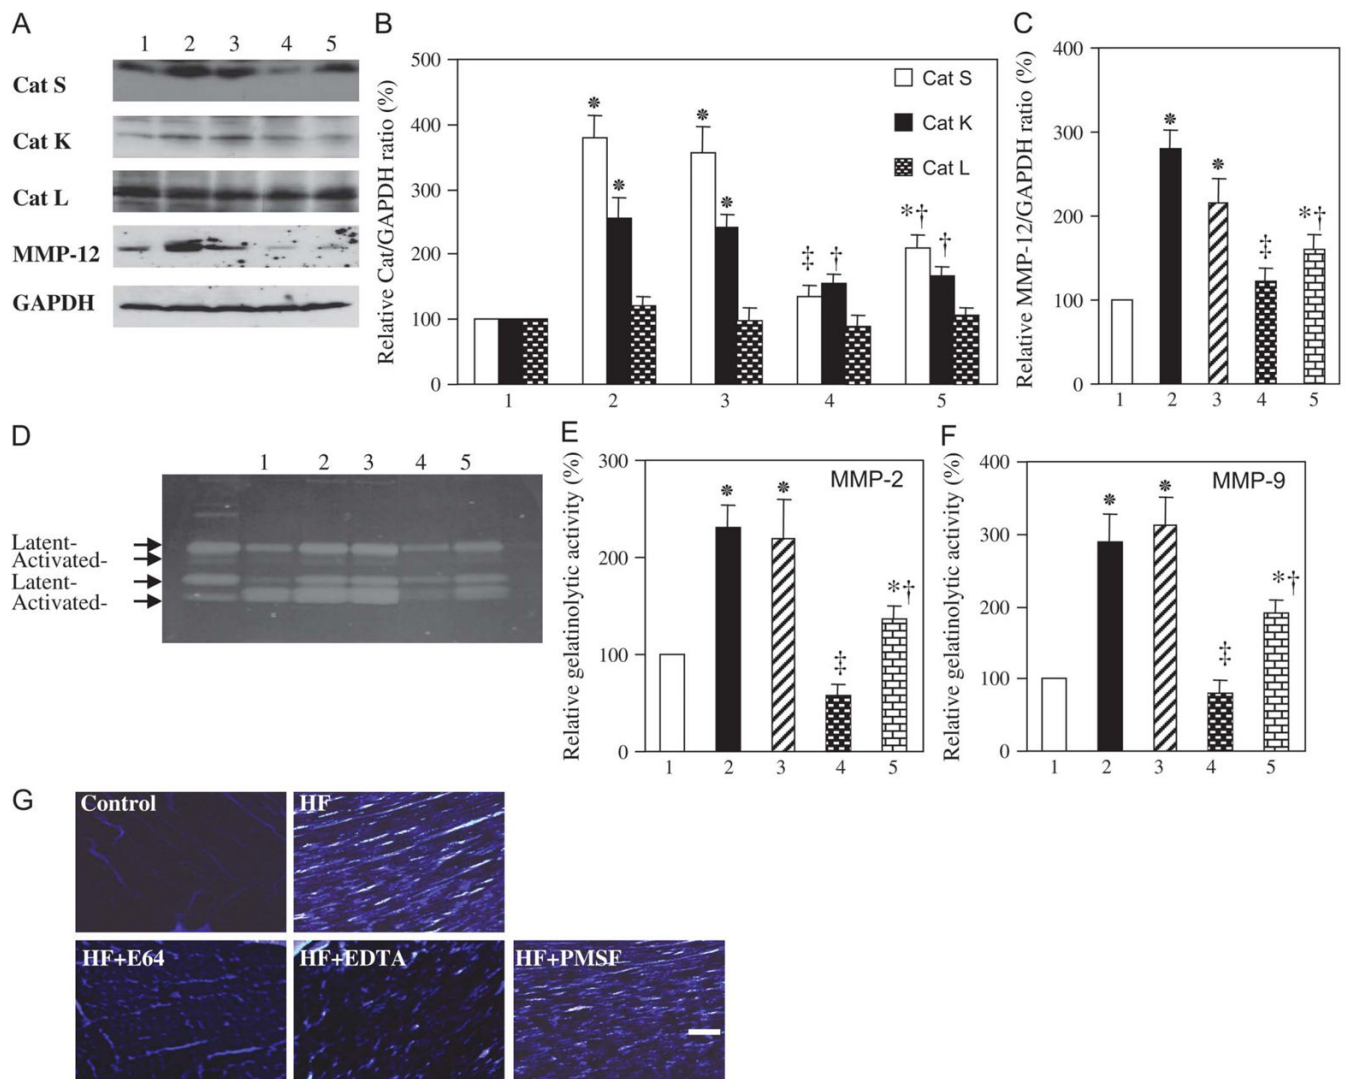 A
1 2 3 4 5
Cat S
Cat K
Cat L
MMP-12
GAPDH
B
Relative Cat/GAPDH ratio (%)
500
400
300
200
100
0
Cat S
Cat K
Cat L
*
*
*
*
‡
†
*†
†
1 2 3 4 5
C
Relative MMP-12/GAPDH ratio (%)
400
300
200
100
0
*
*
‡
*†
1 2 3 4 5
D
1 2 3 4 5
Latent-
Activated-
Latent-
Activated-
E
Relative gelatinolytic activity (%)
300
200
100
0
MMP-2
*
*
‡
*†
1 2 3 4 5
F
Relative gelatinolytic activity (%)
400
300
200
100
0
MMP-9
*
*
‡
*†
1 2 3 4 5
G
Control
HF
HF+E64
HF+EDTA
HF+PMSF